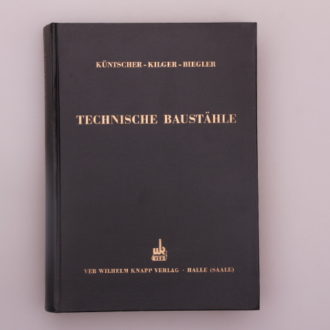 KÜNTSCHER - KILGER - BIEGLER
TECHNISCHE BAUSTÄHLE
VEB WILHELM KNAPP VERLAG · HALLE (SAALE)